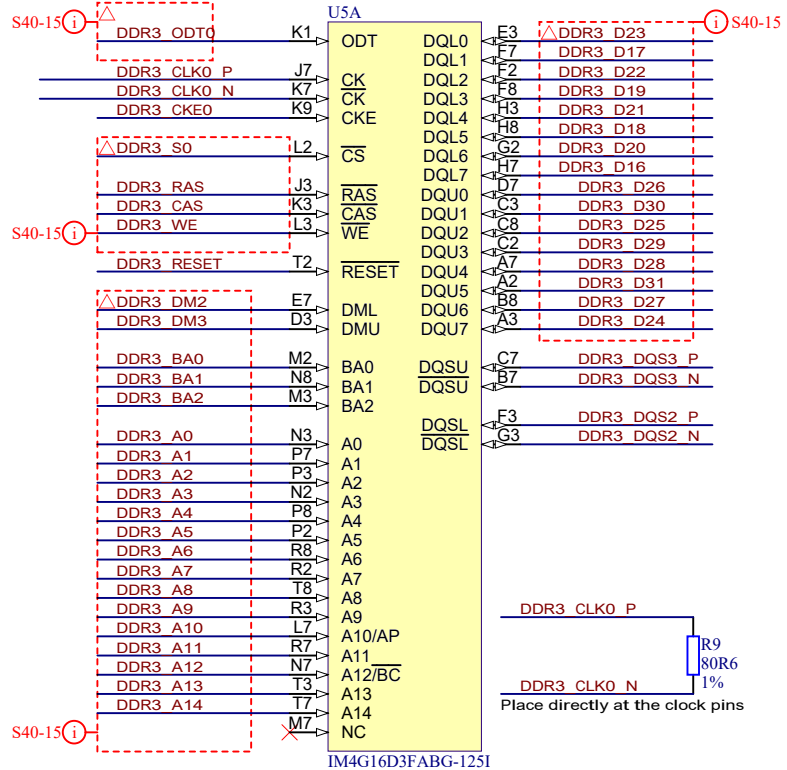 U5A
S40-15 i
DDR3_ODT0 K1 ODT
DDR3_CLK0_P J7 CK
DDR3_CLK0_N K7 CK
DDR3_CKE0 K9 CKE
DDR3_S0 L2 CS
DDR3_RAS J3 RAS
DDR3_CAS K3 CAS
S40-15 i DDR3_WE L3 WE
DDR3_RESET T2 RESET
DDR3_DM2 E7 DML
DDR3_DM3 D3 DMU
DDR3_BA0 M2 BA0
DDR3_BA1 N8 BA1
DDR3_BA2 M3 BA2
DDR3_A0 N3 A0
DDR3_A1 P7 A1
DDR3_A2 P3 A2
DDR3_A3 N2 A3
DDR3_A4 P8 A4
DDR3_A5 P2 A5
DDR3_A6 R8 A6
DDR3_A7 R2 A7
DDR3_A8 T8 A8
DDR3_A9 R3 A9
DDR3_A10 L7 A10/AP
DDR3_A11 R7 A11
DDR3_A12 N7 A12/BC
DDR3_A13 T3 A13
DDR3_A14 T7 A14
S40-15 i M7 NC
i S40-15
DQL0 E3 DDR3_D23
DQL1 F7 DDR3_D17
DQL2 F2 DDR3_D22
DQL3 F8 DDR3_D19
DQL4 H3 DDR3_D21
DQL5 H8 DDR3_D18
DQL6 G2 DDR3_D20
DQL7 H7 DDR3_D16
DQU0 D7 DDR3_D26
DQU1 C3 DDR3_D30
DQU2 C8 DDR3_D25
DQU3 C2 DDR3_D29
DQU4 A7 DDR3_D28
DQU5 A2 DDR3_D31
DQU6 B8 DDR3_D27
DQU7 A3 DDR3_D24
DQSU C7 DDR3_DQS3_P
DQSU B7 DDR3_DQS3_N
DQSL F3 DDR3_DQS2_P
DQSL G3 DDR3_DQS2_N
DDR3_CLK0_P
R9
80R6
1%
DDR3_CLK0_N
Place directly at the clock pins
IM4G16D3FABG-125I